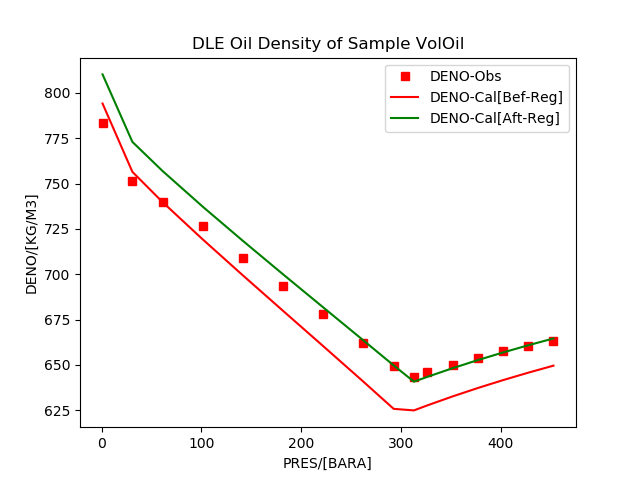 DLE Oil Density of Sample VolOil
DENO-Obs
DENO-Cal[Bef-Reg]
DENO-Cal[Aft-Reg]
DENO/[KG/M3]
800
775
750
725
700
675
650
625
0 100 200 300 400
PRES/[BARA]